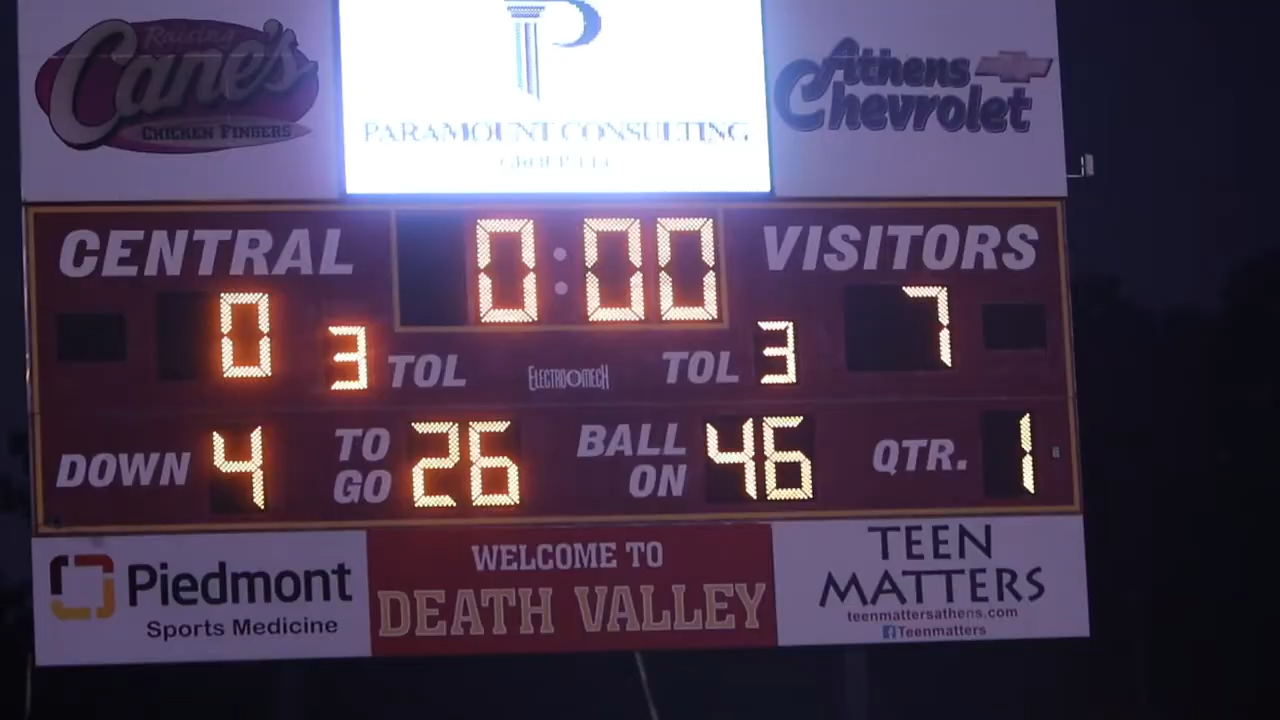 Raising
Cane's
CHICKEN FINGERS
P
PARAMOUNT CONSULTING
GROUP LLC
Athens
Chevrolet
CENTRAL
0:00
VISITORS
0
7
3 TOL
ELECTRO-MECH
TOL 3
DOWN 4
TO GO 26
BALL ON 46
QTR. 1
Piedmont
Sports Medicine
WELCOME TO
DEATH VALLEY
TEEN
MATTERS
teenmattersathens.com
fTeenmatters